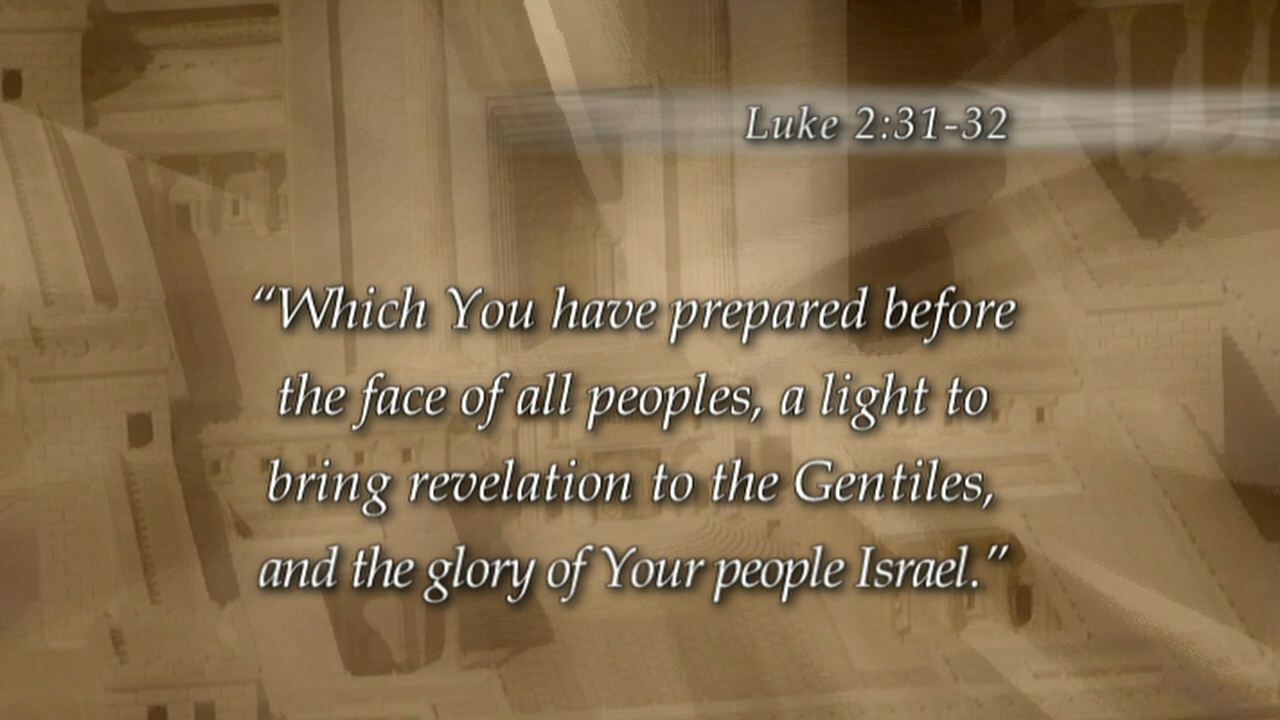 Luke 2:31-32
“Which You have prepared before
the face of all peoples, a light to
bring revelation to the Gentiles,
and the glory of Your people Israel.”